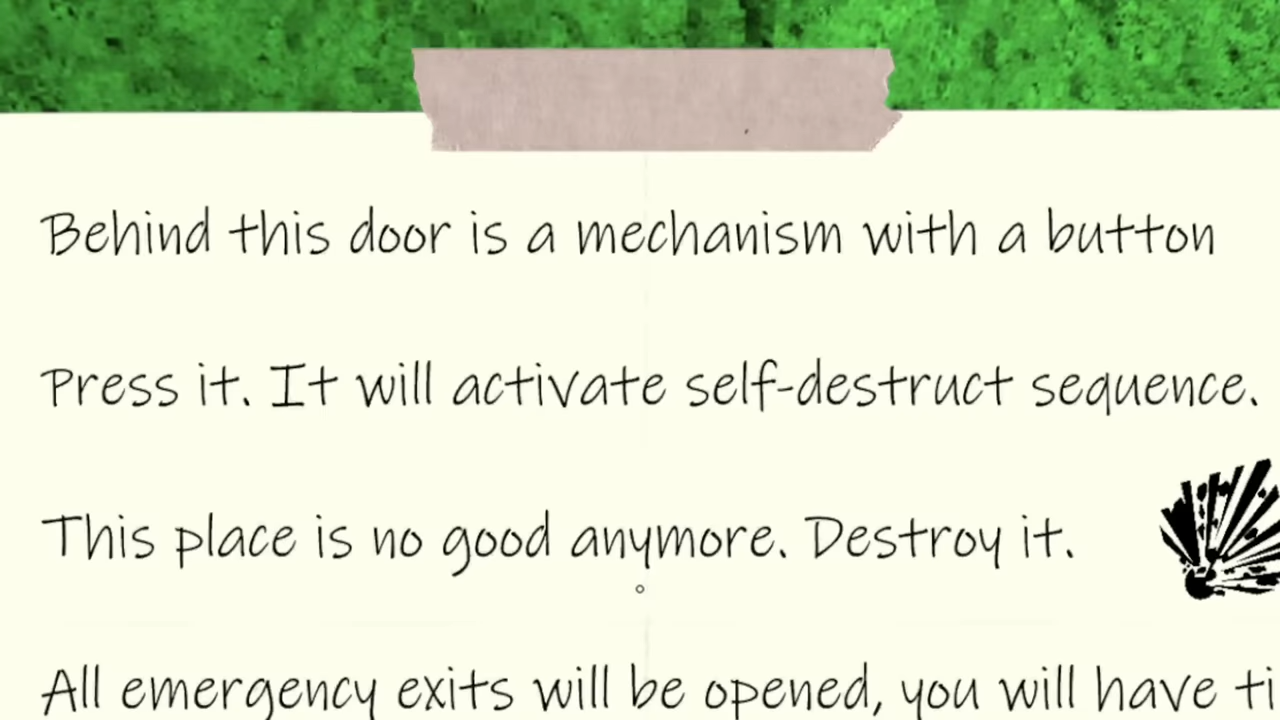 Behind this door is a mechanism with a button
Press it. It will activate self-destruct sequence.
This place is no good anymore. Destroy it.
All emergency exits will be opened, you will have